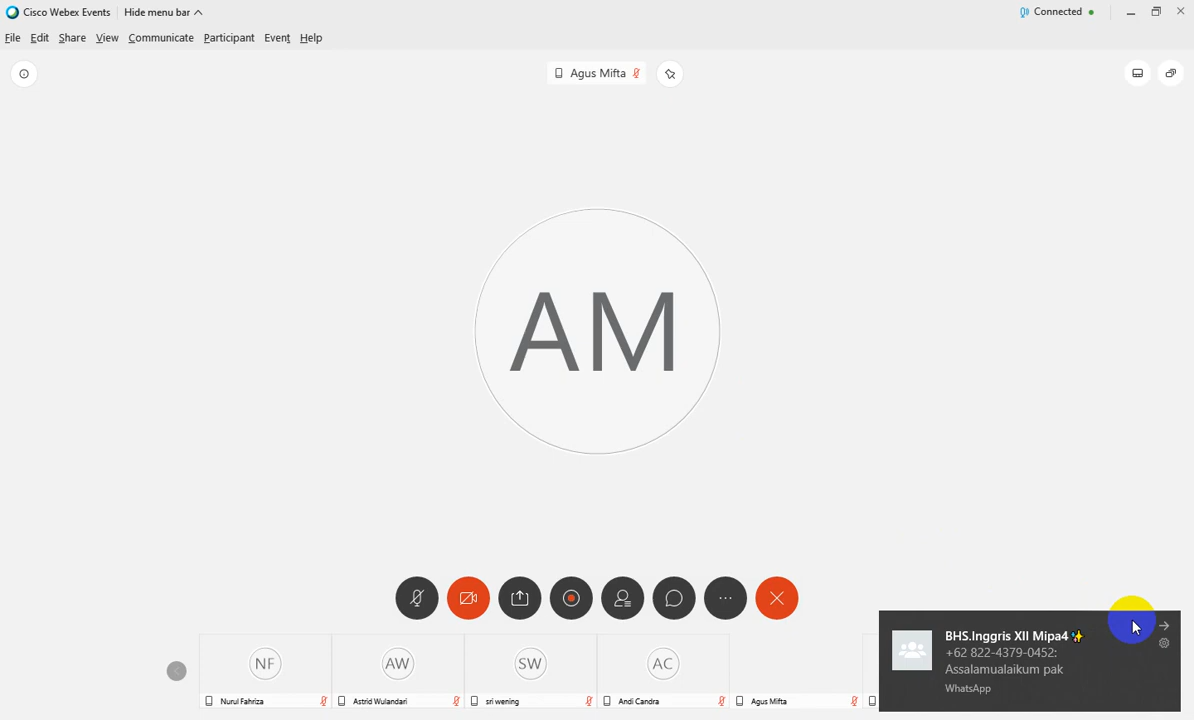 Cisco Webex Events
Hide menu bar
Connected
File Edit Share View Communicate Participant Event Help
Agus Mifta
AM
NF
AW
SW
AC
Nurul Fahriza
Astrid Wulandari
sri wening
Andi Candra
Agus Mifta
BHS.Inggris XII Mipa4✨
+62 822-4379-0452:
Assalamualaikum pak
WhatsApp